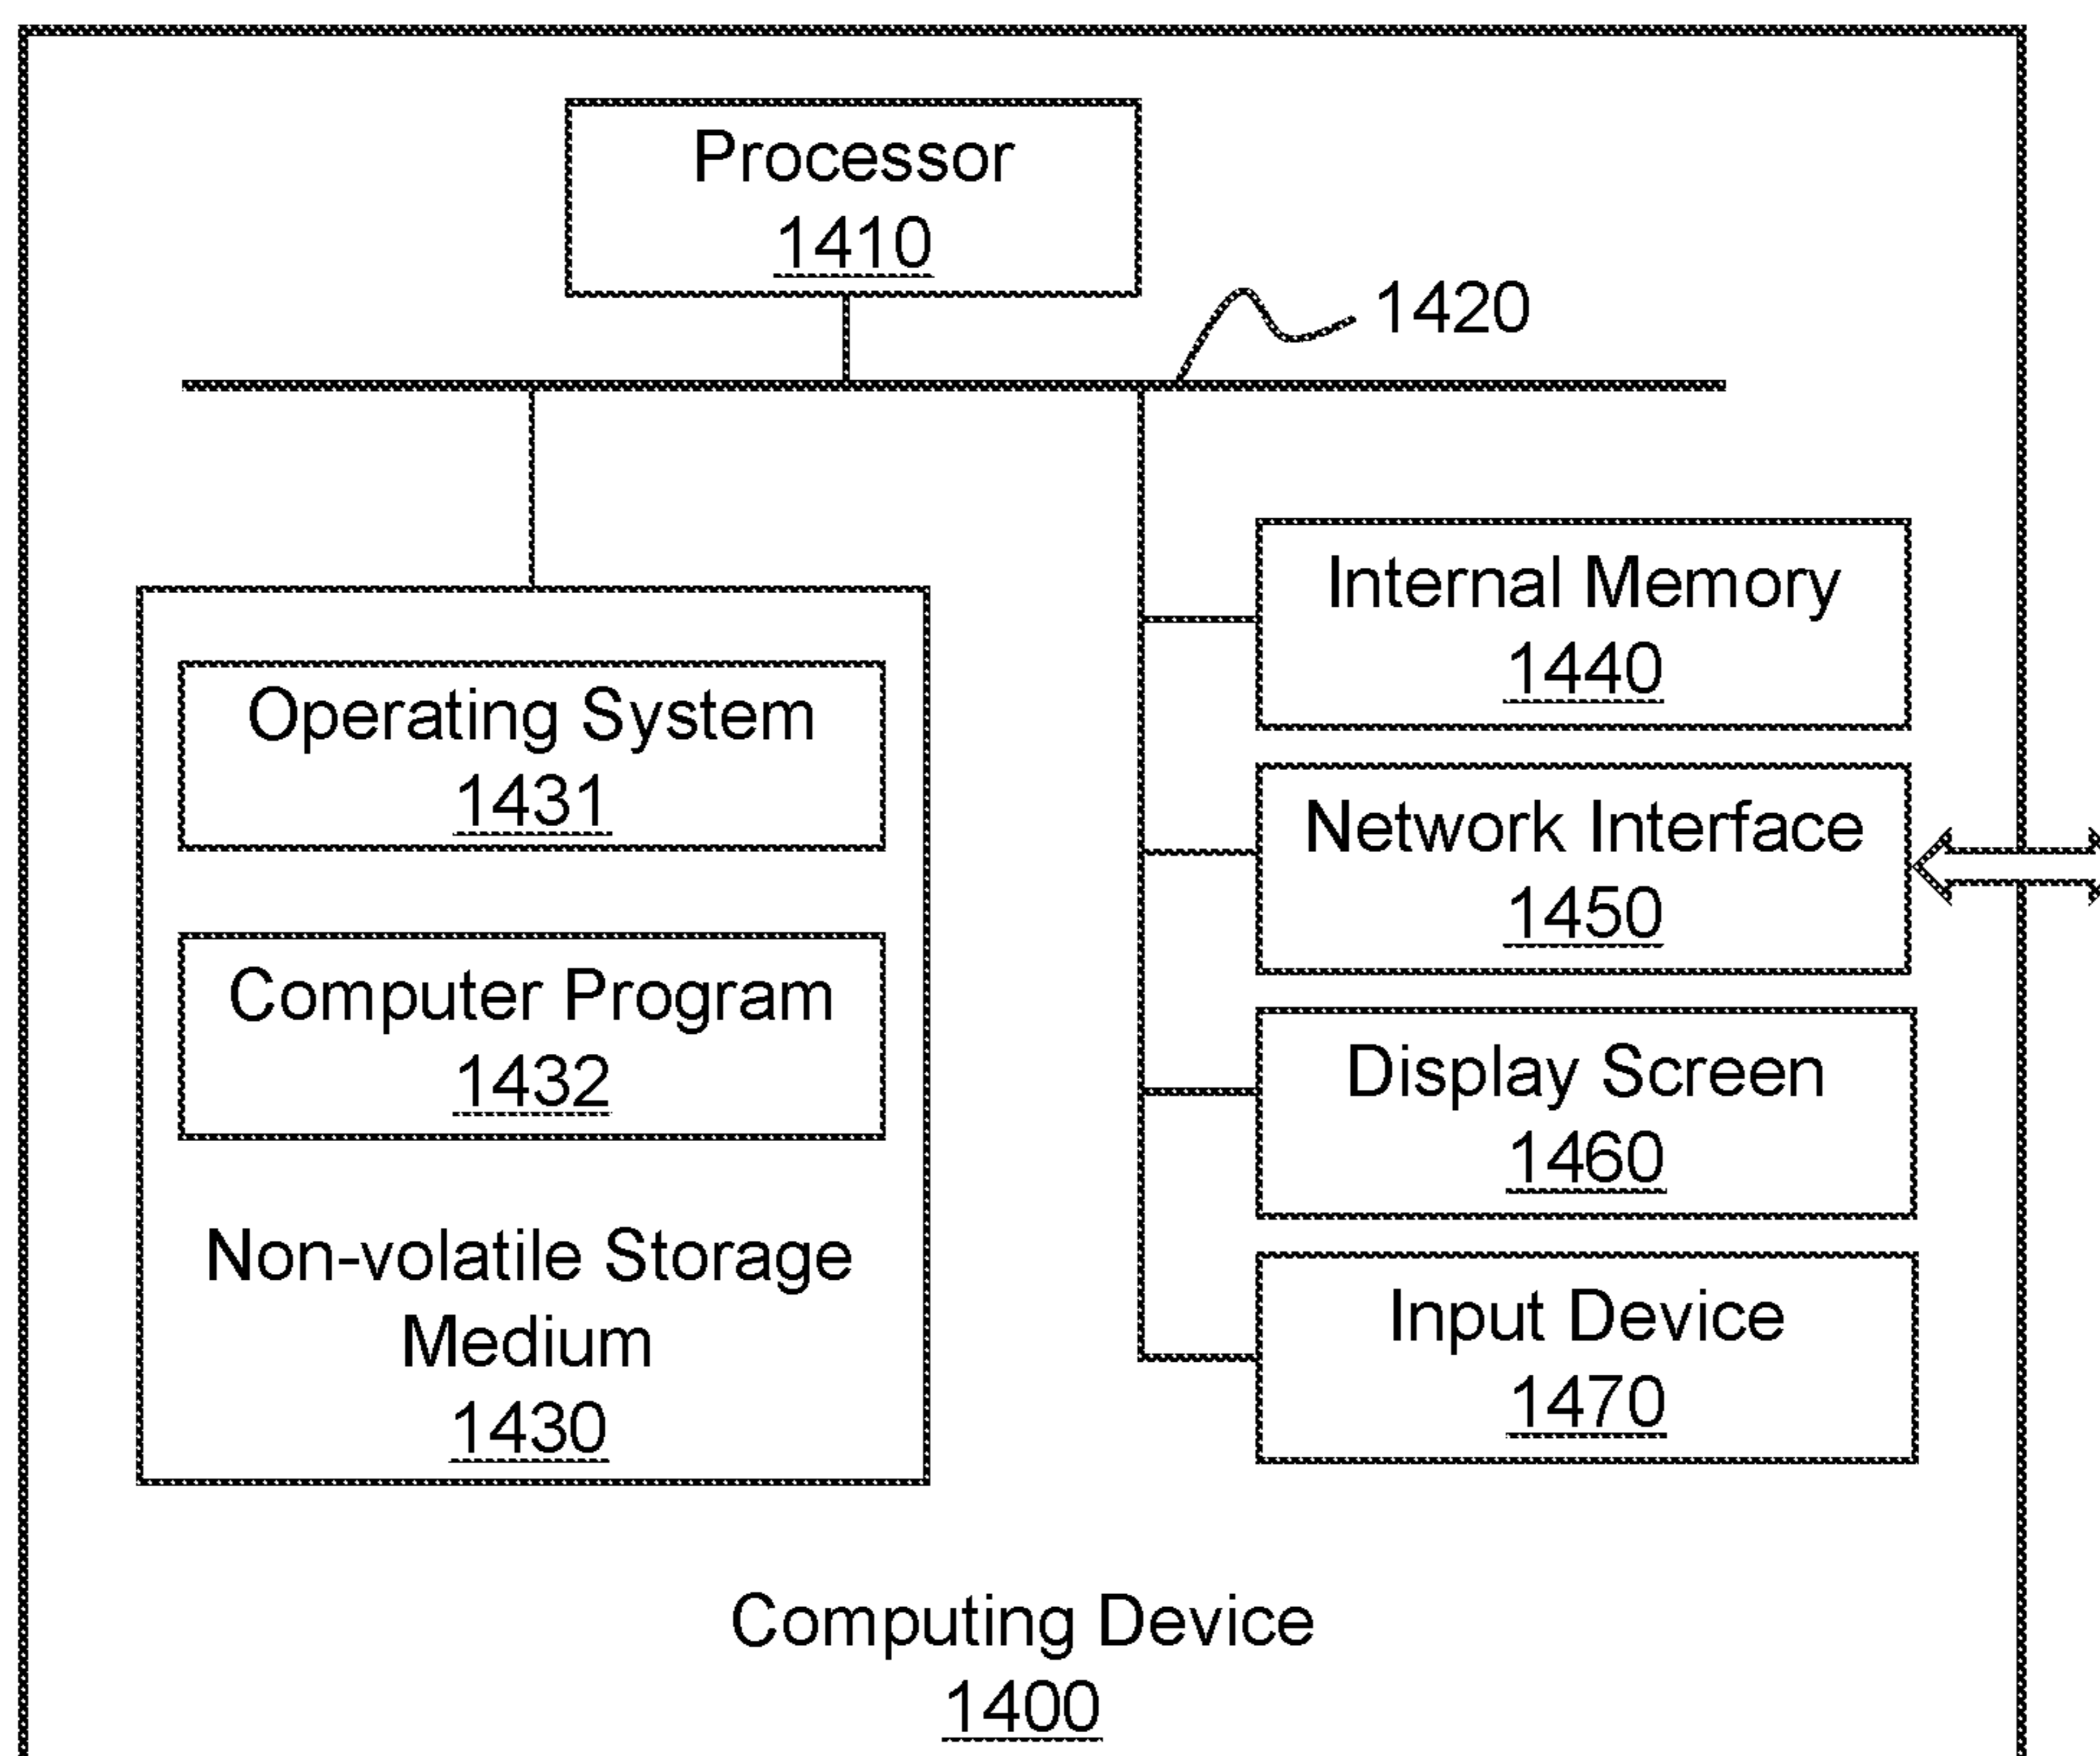 Processor
1410
1420
Operating System
1431
Computer Program
1432
Non-volatile Storage
Medium
1430
Internal Memory
1440
Network Interface
1450
Display Screen
1460
Input Device
1470
Computing Device
1400